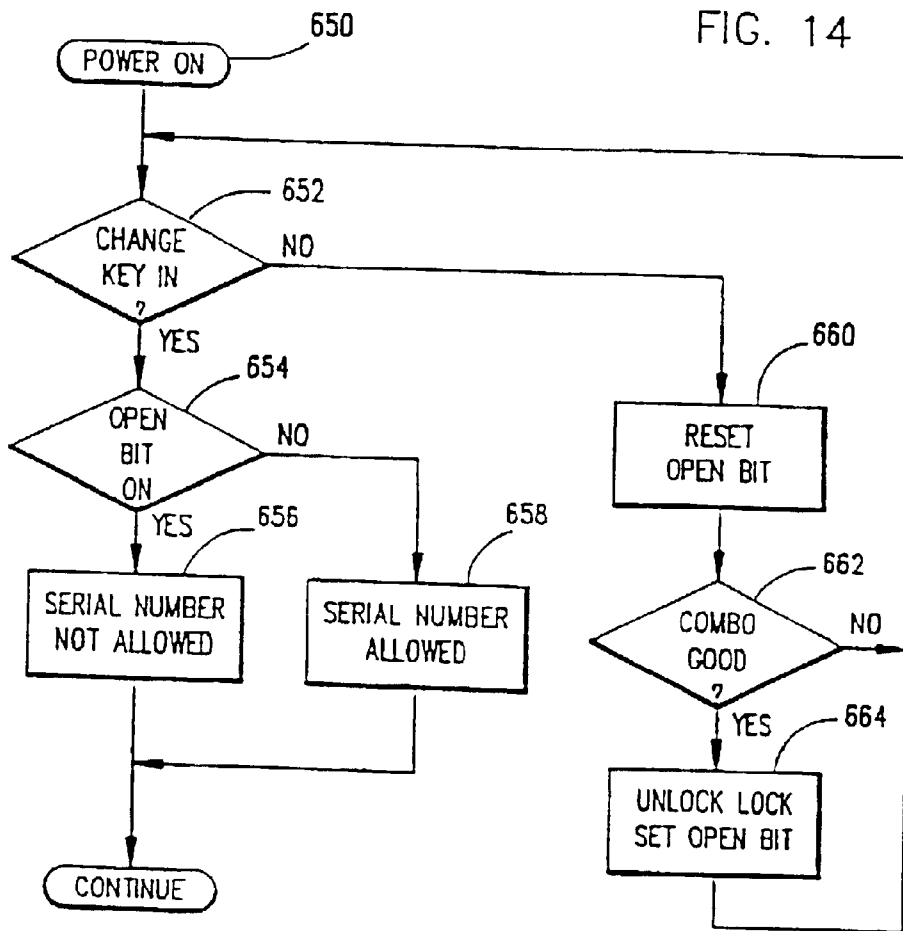 FIG. 14
650
POWER ON
652
CHANGE
KEY IN
?
NO
YES
654
OPEN
BIT
ON
NO
YES
656
SERIAL NUMBER
NOT ALLOWED
658
SERIAL NUMBER
ALLOWED
CONTINUE
660
RESET
OPEN BIT
662
COMBO
GOOD
?
NO
YES
664
UNLOCK LOCK
SET OPEN BIT